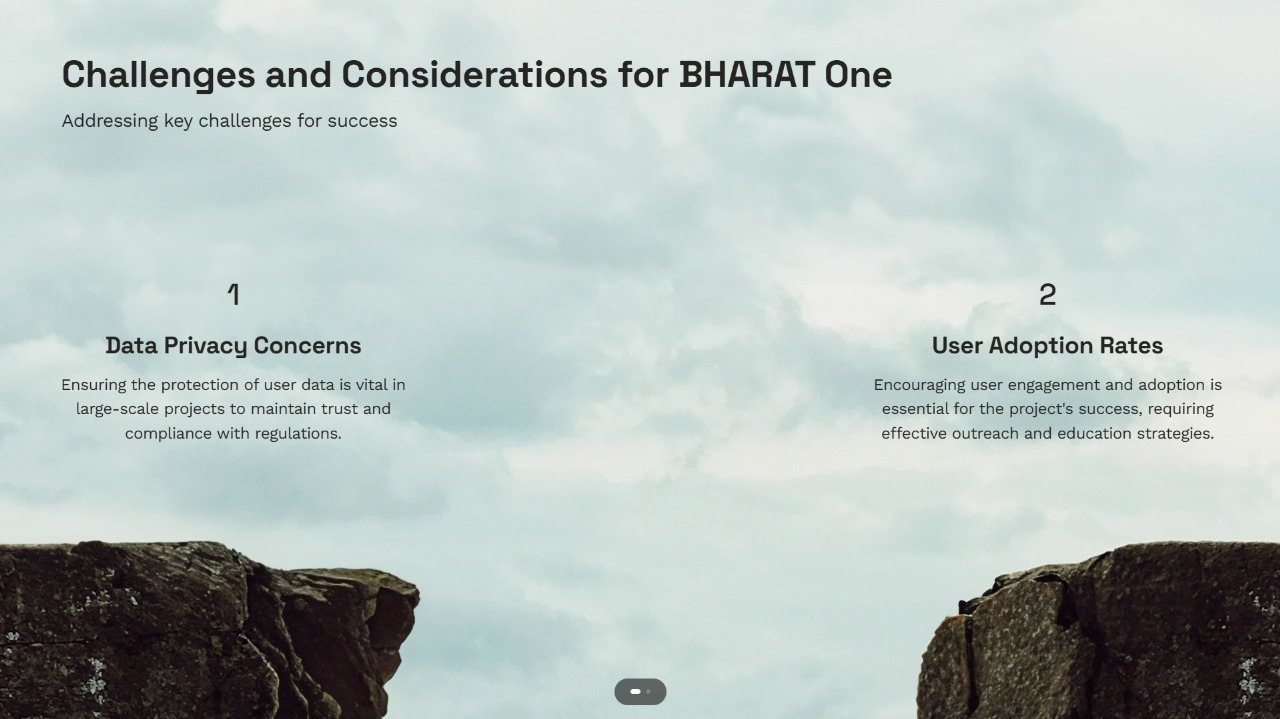 Challenges and Considerations for BHARAT One
Addressing key challenges for success
1
Data Privacy Concerns
Ensuring the protection of user data is vital in
large-scale projects to maintain trust and
compliance with regulations.
2
User Adoption Rates
Encouraging user engagement and adoption is
essential for the project's success, requiring
effective outreach and education strategies.